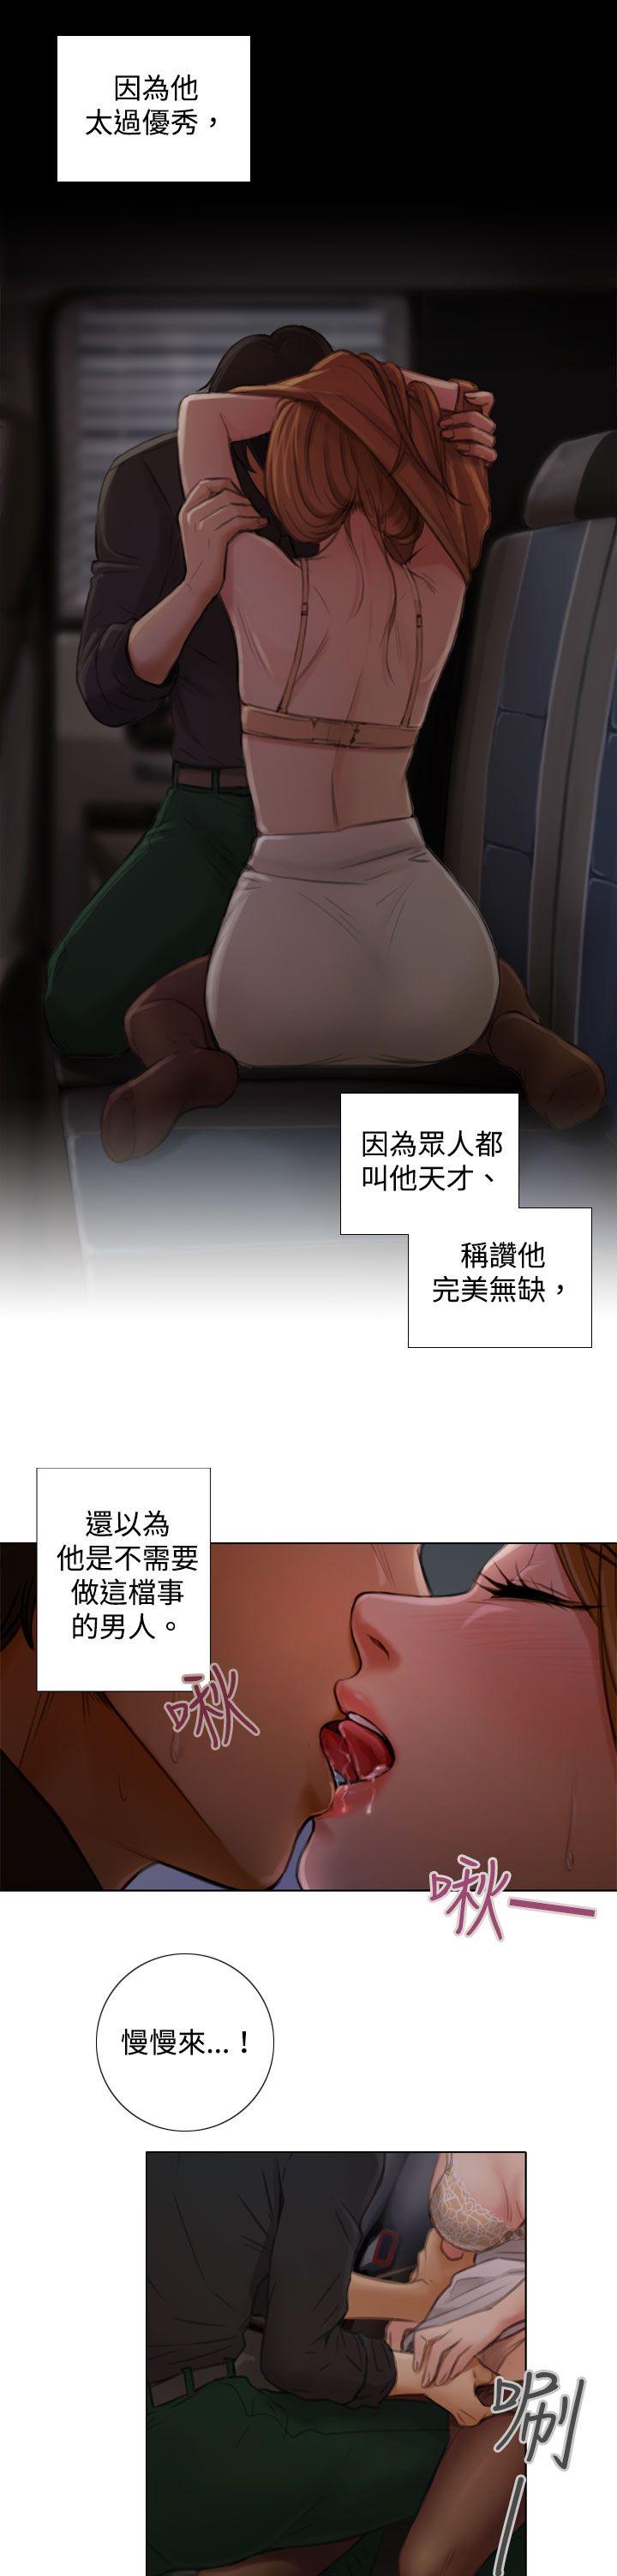 因為他
太過優秀，
因為眾人都
叫他天才、
稱讚他
完美無缺，
還以為
他是不需要
做這檔事
的男人。
啾
啾——
慢慢來…！
唰